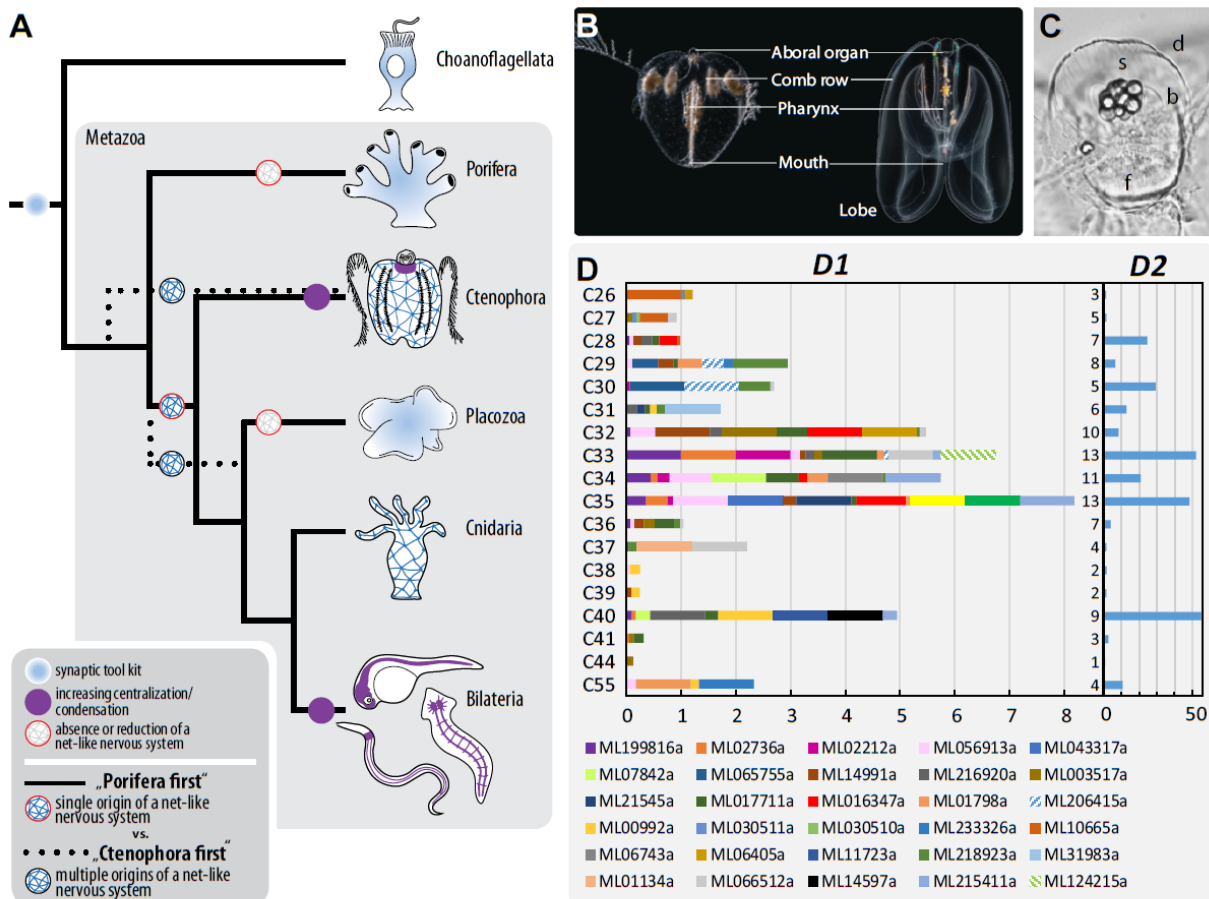 A
Choanoflagellata
Metazoa
Porifera
Ctenophora
Placozoa
Cnidaria
Bilateria
synaptic tool kit
increasing centralization/
condensation
absence or reduction of a
net-like nervous system
„Porifera first“
single origin of a net-like
nervous system
vs.
„Ctenophora first“
multiple origins of a net-like
nervous system
B
Aboral organ
Comb row
Pharynx
Mouth
Lobe
C
d
s
b
f
D
D1
D2
C26 3
C27 5
C28 7
C29 8
C30 5
C31 6
C32 10
C33 13
C34 11
C35 13
C36 7
C37 4
C38 2
C39 2
C40 9
C41 3
C44 1
C55 4
0 1 2 3 4 5 6 7 8 0 50
ML199816a ML02736a ML02212a ML056913a ML043317a
ML07842a ML065755a ML14991a ML216920a ML003517a
ML21545a ML017711a ML016347a ML01798a ML206415a
ML00992a ML030511a ML030510a ML233326a ML10665a
ML06743a ML06405a ML11723a ML218923a ML31983a
ML01134a ML066512a ML14597a ML215411a ML124215a